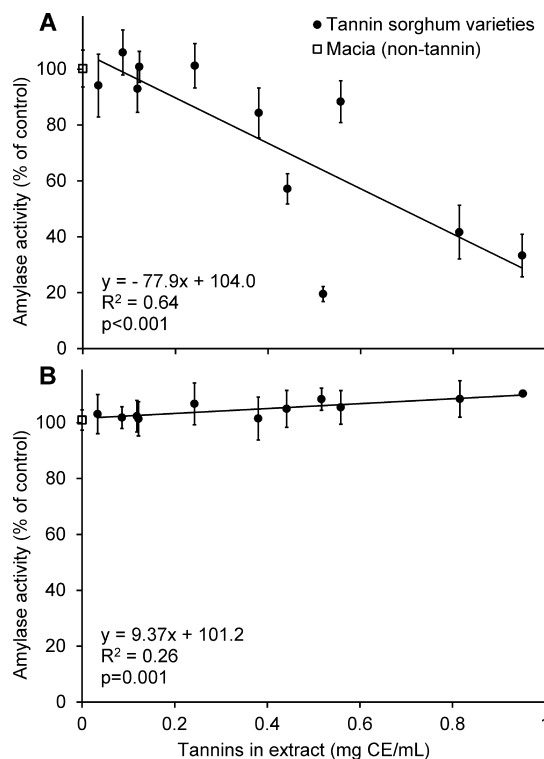 A
Tannin sorghum varieties
Macia (non-tannin)
Amylase activity (% of control)
100
80
60
40
20
0
y = - 77.9x + 104.0
R² = 0.64
p<0.001
B
Amylase activity (% of control)
100
80
60
40
20
0
y = 9.37x + 101.2
R² = 0.26
p=0.001
0 0.2 0.4 0.6 0.8 1
Tannins in extract (mg CE/mL)